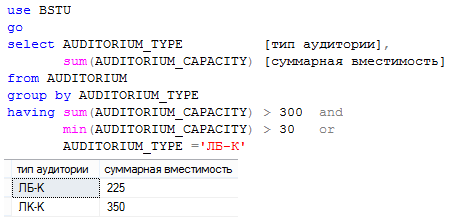 use BSTU
go
select AUDITORIUM_TYPE [тип аудитории],
sum(AUDITORIUM_CAPACITY) [суммарная вместимость]
from AUDITORIUM
group by AUDITORIUM_TYPE
having sum(AUDITORIUM_CAPACITY) > 300 and
min(AUDITORIUM_CAPACITY) > 30 or
AUDITORIUM_TYPE ='ЛБ-К'
тип аудитории суммарная вместимость
ЛБ-К 225
ЛК-К 350